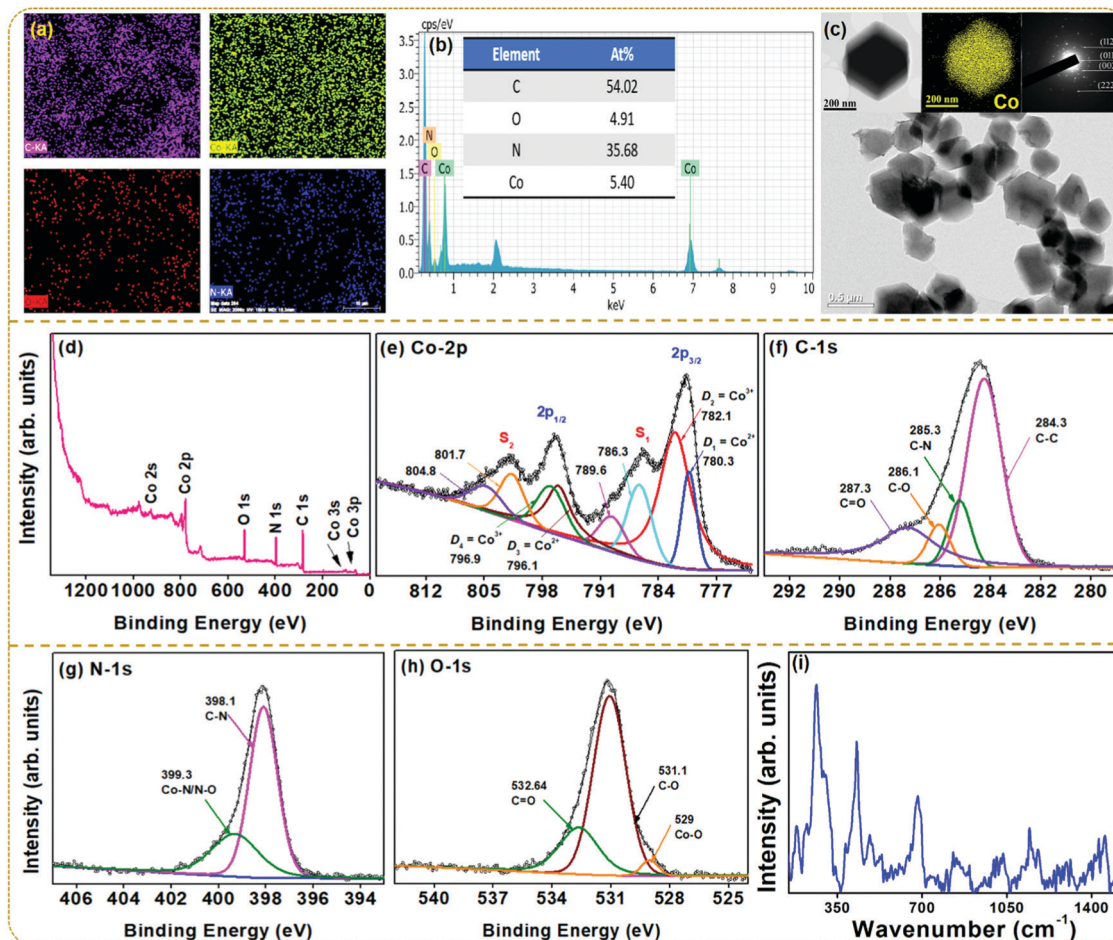 (a)
C-KA
Co-KA
N-KA
cps/eV
(b)
3.5
3.0
2.5
2.0
1.5
1.0
0.5
0.0
N
O
C
Co
Co
Element At%
C 54.02
O 4.91
N 35.68
Co 5.40
1 2 3 4 5 6 7 8 9 10
keV
(c)
200 nm
200 nm
Co
(222)
0.5 µm
(d)
Intensity (arb. units)
Co 2s
Co 2p
O 1s
N 1s
C 1s
Co 3s
Co 3p
1200 1000 800 600 400 200 0
Binding Energy (eV)
(e) Co-2p
2p3/2
D2 = Co3+
782.1
D1 = Co2+
780.3
2p1/2
S1
S2
786.3
789.6
801.7
804.8
D4 = Co3+
796.9
D3 = Co2+
796.1
812 805 798 791 784 777
Binding Energy (eV)
(f) C-1s
284.3
C-C
285.3
C-N
286.1
C-O
287.3
C=O
292 290 288 286 284 282 280
Binding Energy (eV)
(g) N-1s
Intensity (arb. units)
398.1
C-N
399.3
Co-N/N-O
406 404 402 400 398 396 394
Binding Energy (eV)
(h) O-1s
532.64
C=O
531.1
C-O
529
Co-O
540 536 532 528 524
Binding Energy (eV)
(i)
Intensity (arb. units)
350 700 1050 1400
Wavenumber (cm-1)